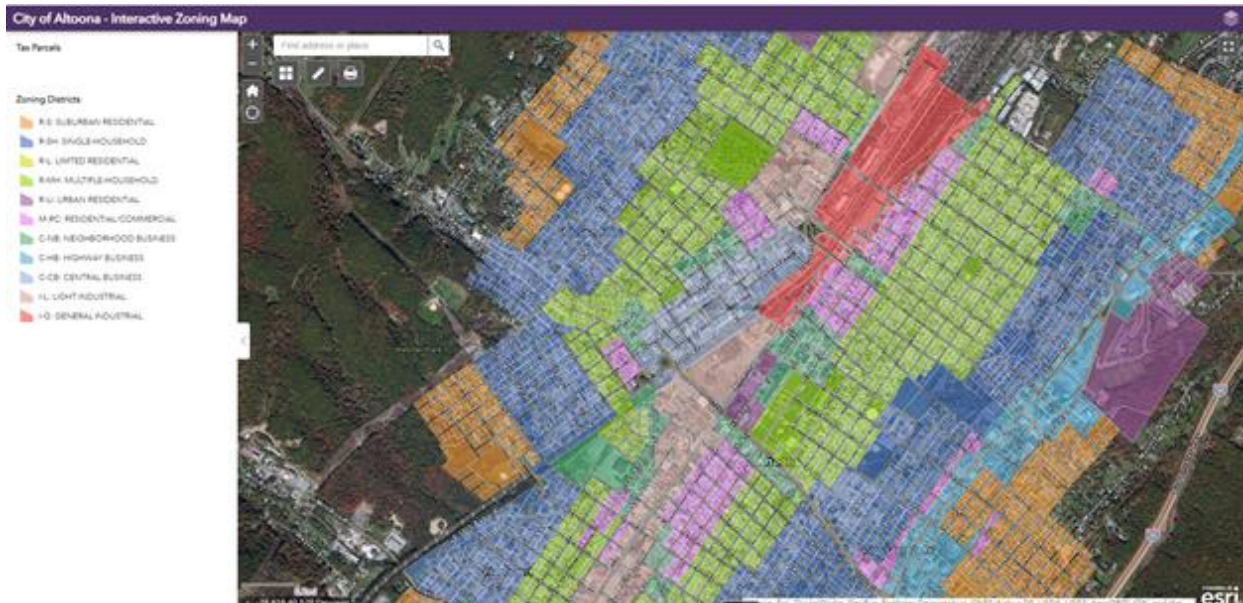 City of Altoona - Interactive Zoning Map
Tax Parcels
Find address or place
Zoning Districts
R-S: SUBURBAN RESIDENTIAL
R-SH: SINGLE-HOUSEHOLD
R-L: LIMITED RESIDENTIAL
R-MH: MULTIPLE-HOUSEHOLD
R-U: URBAN RESIDENTIAL
M-RC: RESIDENTIAL/COMMERCIAL
C-NB: NEIGHBORHOOD BUSINESS
C-HB: HIGHWAY BUSINESS
C-CB: CENTRAL BUSINESS
I-L: LIGHT INDUSTRIAL
I-G: GENERAL INDUSTRIAL
esri